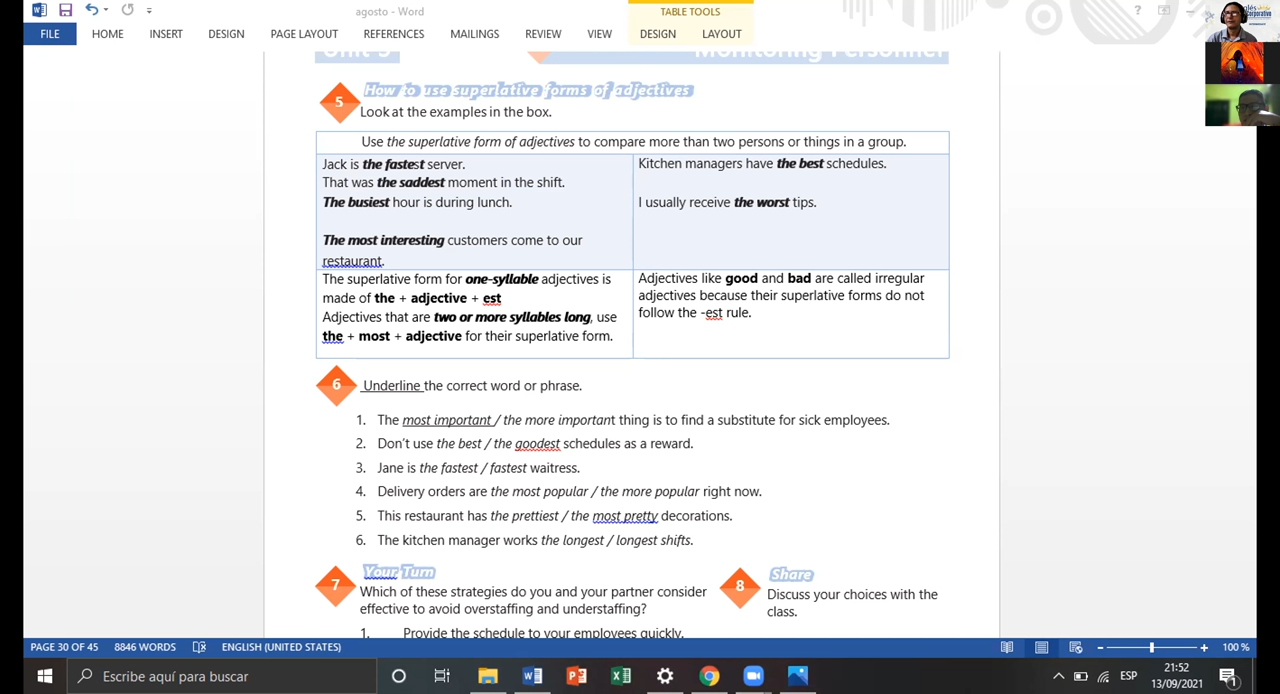 agosto - Word
TABLE TOOLS
FILE HOME INSERT DESIGN PAGE LAYOUT REFERENCES MAILINGS REVIEW VIEW DESIGN LAYOUT
Monitoring Personnel
5 How to use superlative forms of adjectives
Look at the examples in the box.
Use the superlative form of adjectives to compare more than two persons or things in a group.
Jack is the fastest server.
That was the saddest moment in the shift.
The busiest hour is during lunch.
The most interesting customers come to our
restaurant.
Kitchen managers have the best schedules.
I usually receive the worst tips.
The superlative form for one-syllable adjectives is
made of the + adjective + est
Adjectives that are two or more syllables long, use
the + most + adjective for their superlative form.
Adjectives like good and bad are called irregular
adjectives because their superlative forms do not
follow the -est rule.
6 Underline the correct word or phrase.
1. The most important / the more important thing is to find a substitute for sick employees.
2. Don't use the best / the goodest schedules as a reward.
3. Jane is the fastest / fastest waitress.
4. Delivery orders are the most popular / the more popular right now.
5. This restaurant has the prettiest / the most pretty decorations.
6. The kitchen manager works the longest / longest shifts.
7 Your Turn
Which of these strategies do you and your partner consider
effective to avoid overstaffing and understaffing?
1. Provide the schedule to your employees quickly.
8 Share
Discuss your choices with the
class.
PAGE 30 OF 45 8846 WORDS ENGLISH (UNITED STATES) 100 %
Escribe aquí para buscar
ESP
21:52
13/09/2021